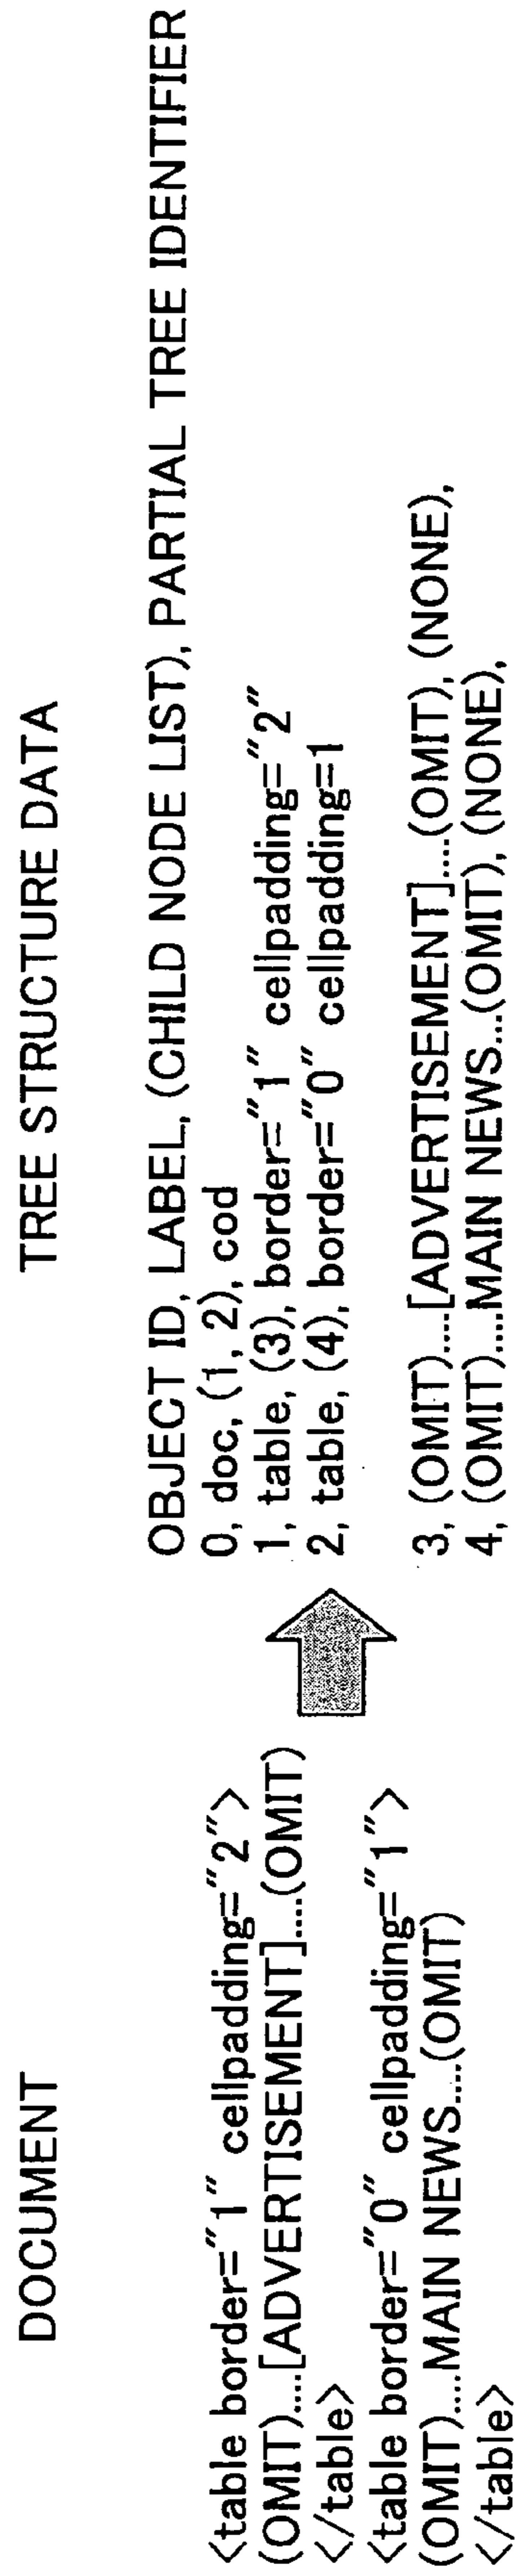 DOCUMENT
<table border="1" cellpadding="2">
(OMIT)....[ADVERTISEMENT]....(OMIT)
</table>
<table border="0" cellpadding="1">
(OMIT)....MAIN NEWS....(OMIT)
</table>
TREE STRUCTURE DATA
OBJECT ID, LABEL, (CHILD NODE LIST), PARTIAL TREE IDENTIFIER
0, doc, (1, 2), cod
1, table, (3), border="1" cellpadding="2"
2, table, (4), border="0" cellpadding=1
3, (OMIT)....[ADVERTISEMENT]....(OMIT), (NONE),
4, (OMIT)....MAIN NEWS...(OMIT), (NONE),